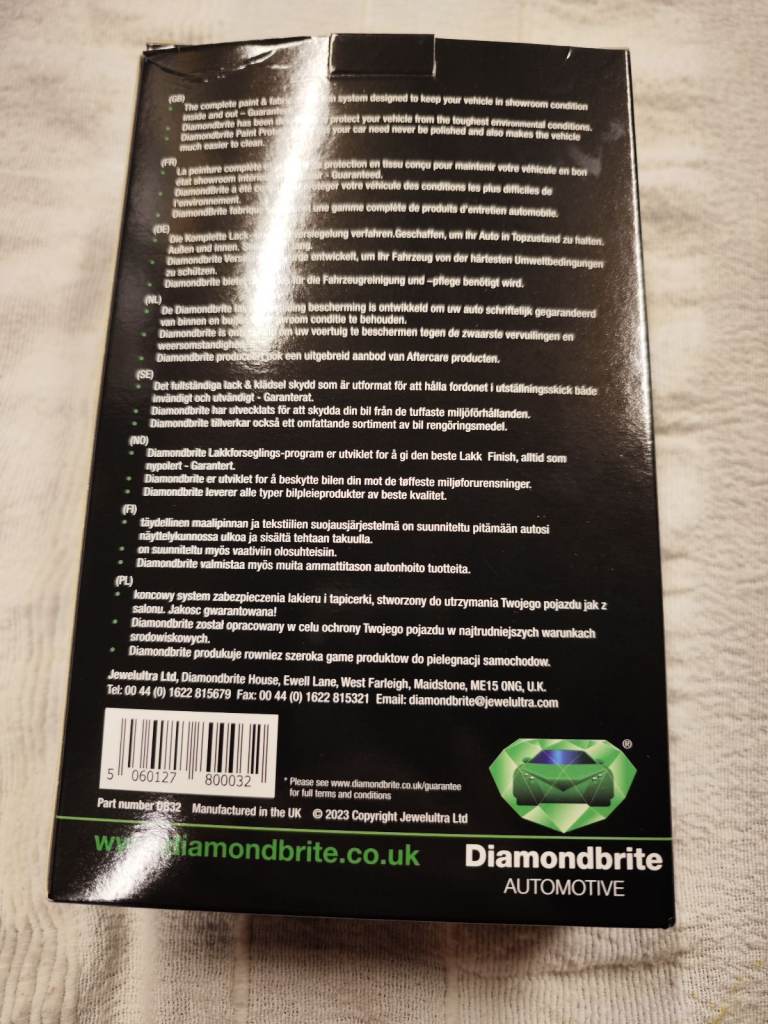 (GB)
• The complete paint & system designed to keep your vehicle in showroom condition
inside and out –
• Diamondbrite has been protect your vehicle from the toughest environmental conditions.
• Diamondbrite Paint your car need never be polished and also makes the vehicle
much easier to clean.
(FR)
• La peinture complète protection en tissu conçu pour maintenir votre véhicule en bon
état showroom - Guaranteed.
• DiamondBrite a été votre véhicule des conditions les plus difficiles de
l'environnement.
• Diamondbrite fabrique une gamme complète de produits d'entretien automobile.
(DE)
• Die Komplette Lack- verfahren.Geschaffen, um Ihr Auto in Topzustand zu halten.
Außen und innen.
• Diamondbrite entwickelt, um Ihr Fahrzeug von der härtesten Umweltbedingungen
zu schützen.
• Diamondbrite für die Fahrzeugreinigung und –pflege benötigt wird.
(NL)
• De Diamondbrite bescherming is ontwikkeld om uw auto schriftelijk gegarandeerd
van binnen en conditie te behouden.
• Diamondbrite is om uw voertuig te beschermen tegen de zwaarste vervuilingen en
• Diamondbrite ook een uitgebreid aanbod van Aftercare producten.
(SE)
• Det fullständiga lack & klädsel skydd som är utformat för att hålla fordonet i utställningsskick både
invändigt och utvändigt - Garanterat.
• Diamondbrite har utvecklats för att skydda din bil från de tuffaste miljöförhållanden.
• Diamondbrite tillverkar också ett omfattande sortiment av bil rengöringsmedel.
(NO)
• Diamondbrite Lakkforseglings-program er utviklet for å gi den beste Lakk Finish, alltid som
nypolert - Garantert.
• Diamondbrite er utviklet for å beskytte bilen din mot de tøffeste miljøforurensninger.
• Diamondbrite leverer alle typer bilpleieprodukter av beste kvalitet.
(FI)
• täydellinen maalipinnan ja tekstiilien suojausjärjestelmä on suunniteltu pitämään autosi
näyttelykunnossa ulkoa ja sisältä tehtaan takuulla.
• on suunniteltu myös vaativiin olosuhteisiin.
• Diamondbrite valmistaa myös muita ammattitason autonhoito tuotteita.
(PL)
• koncowy system zabezpieczenia lakieru i tapicerki, stworzony do utrzymania Twojego pojazdu jak z
salonu. Jakosc gwarantowana!
• Diamondbrite został opracowany w celu ochrony Twojego pojazdu w najtrudniejszych warunkach
srodowiskowych.
• Diamondbrite produkuje rowniez szeroka game produktow do pielegnacji samochodow.
Jewelultra Ltd, Diamondbrite House, Ewell Lane, West Farleigh, Maidstone, ME15 0NG, U.K.
Tel: 00 44 (0) 1622 815679 Fax: 00 44 (0) 1622 815321 Email: diamondbrite@jewelultra.com
5 060127 800032
* Please see www.diamondbrite.co.uk/guarantee
for full terms and conditions
Part number DB32 Manufactured in the UK © 2023 Copyright Jewelultra Ltd
www.diamondbrite.co.uk
®
Diamondbrite
AUTOMOTIVE